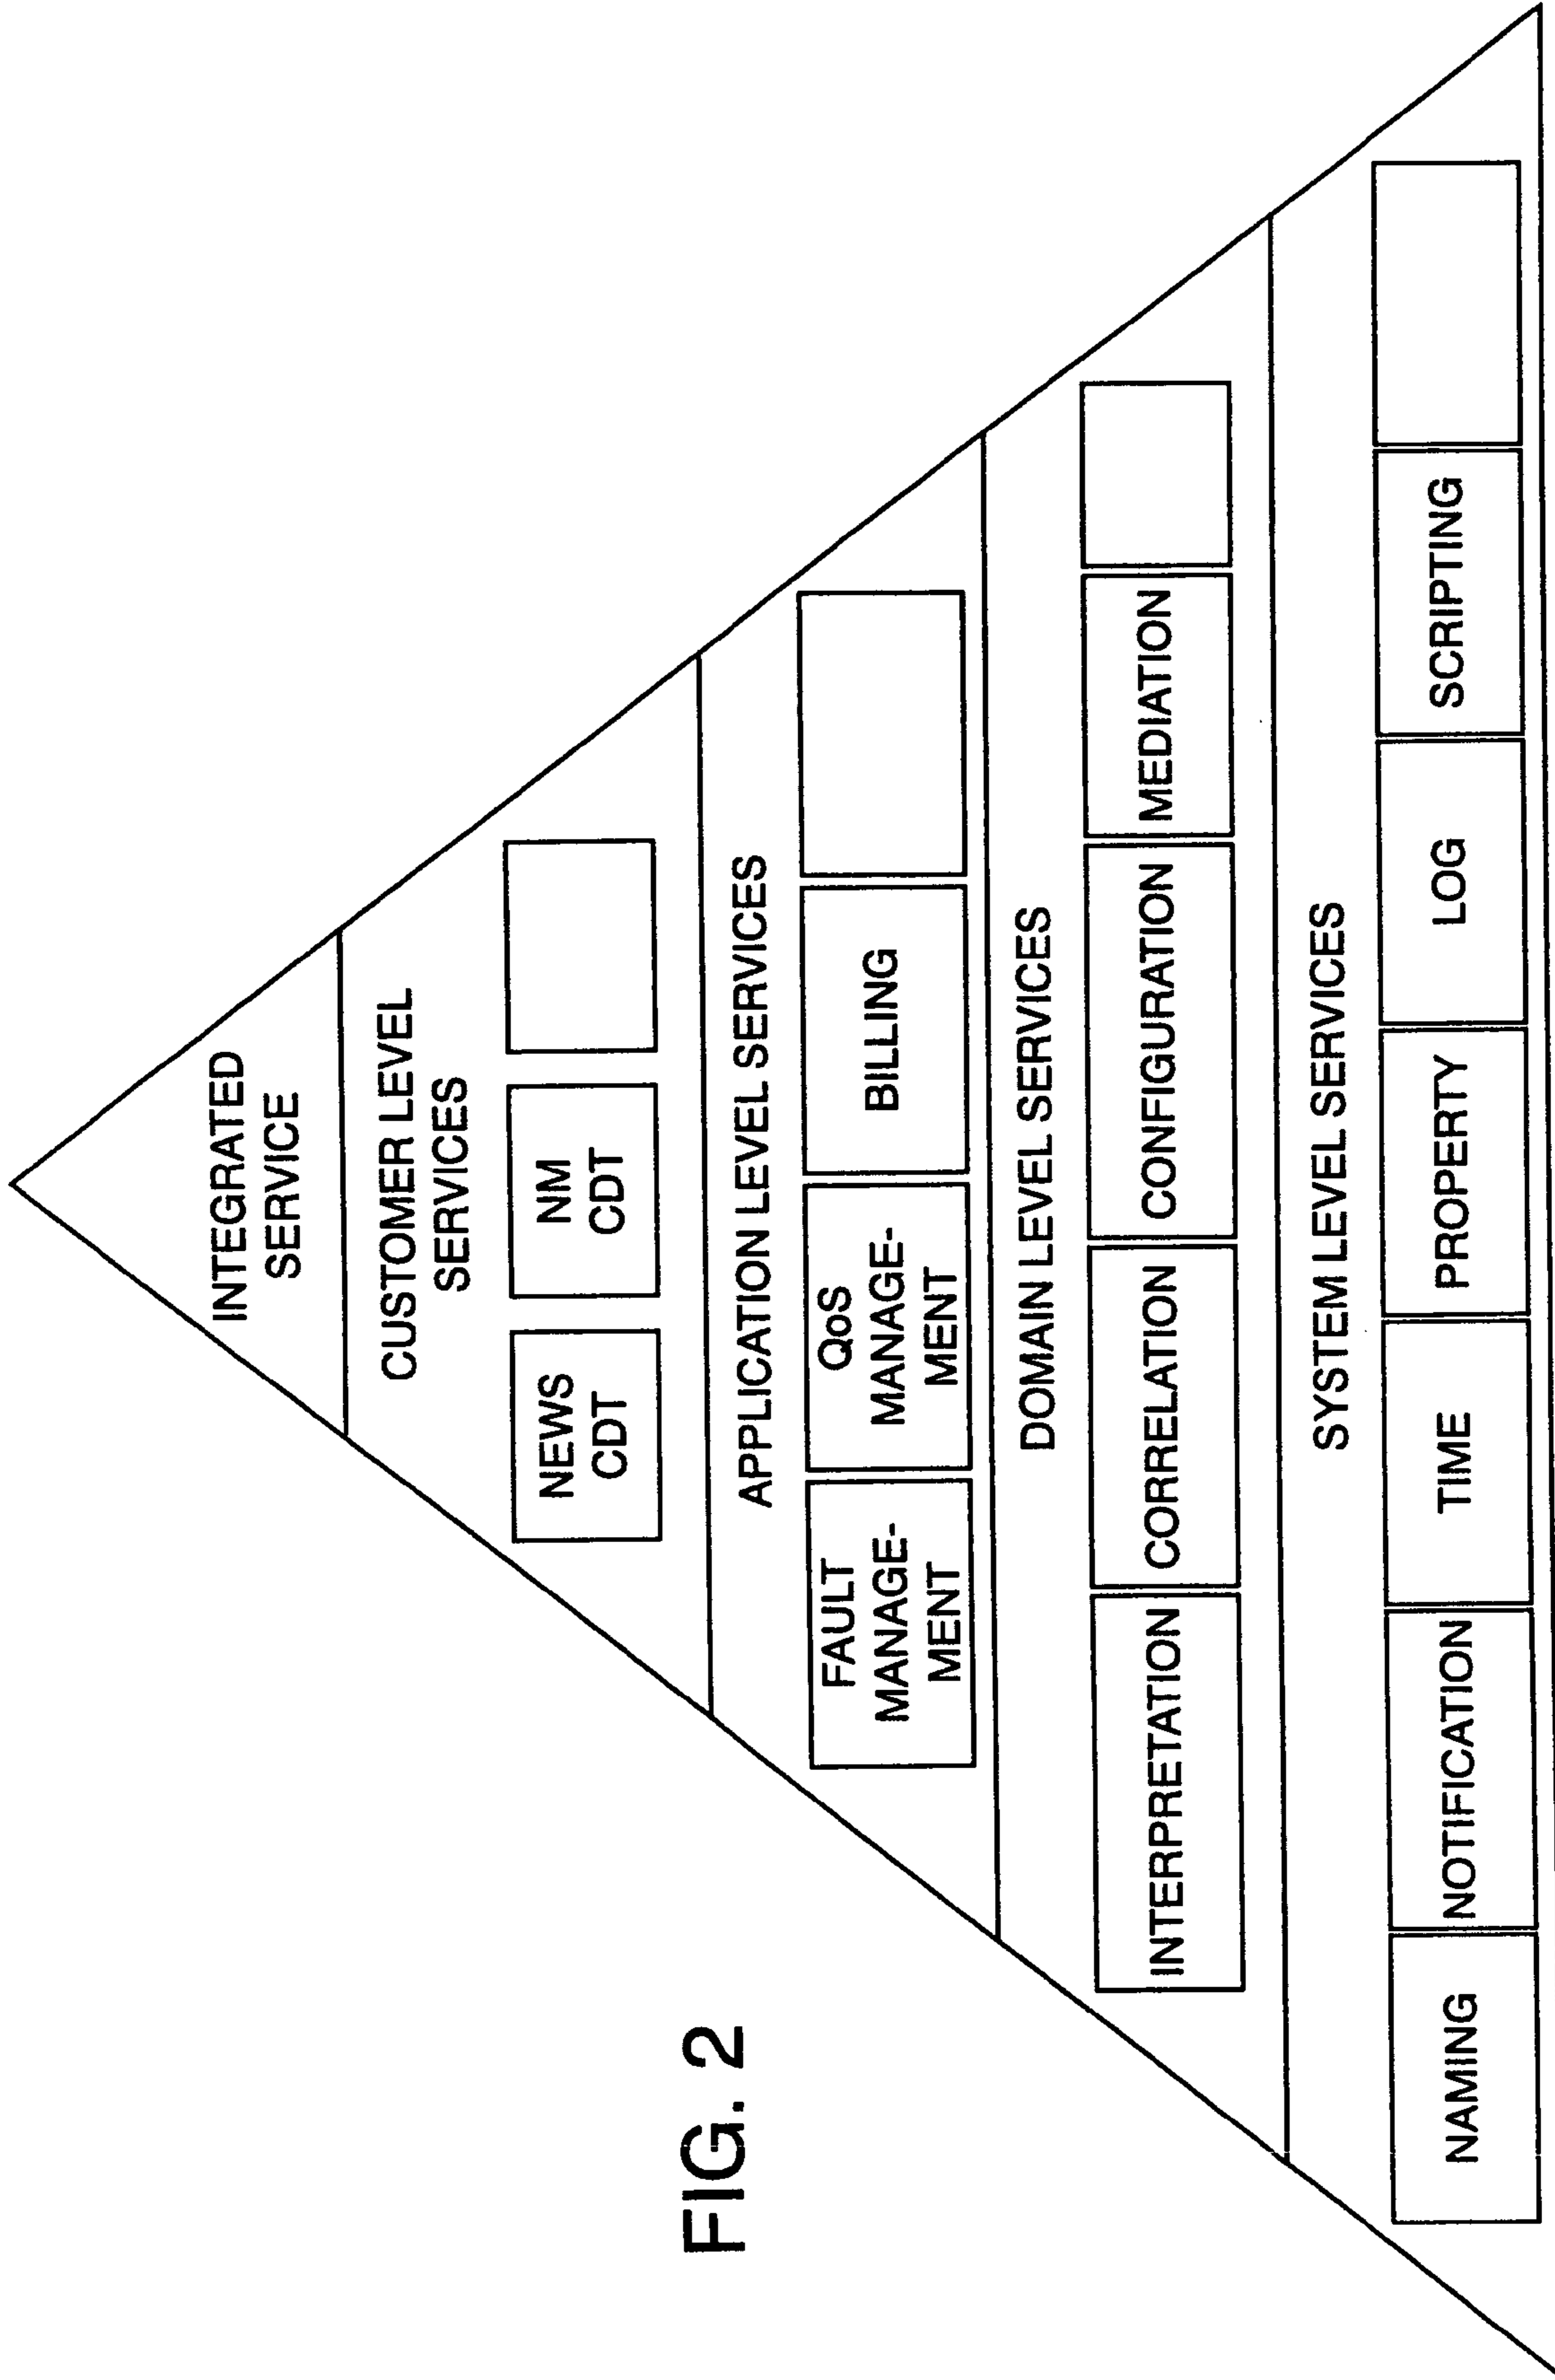 INTEGRATED
SERVICE
CUSTOMER LEVEL
SERVICES
NEWS
CDT
NM
CDT
APPLICATION LEVEL SERVICES
FAULT
MANAGE-
MENT
QoS
MANAGE-
MENT
BILLING
DOMAIN LEVEL SERVICES
INTERPRETATION
CORRELATION
CONFIGURATION
MEDIATION
SYSTEM LEVEL SERVICES
NAMING
NOTIFICATION
TIME
PROPERTY
LOG
SCRIPTING
FIG. 2